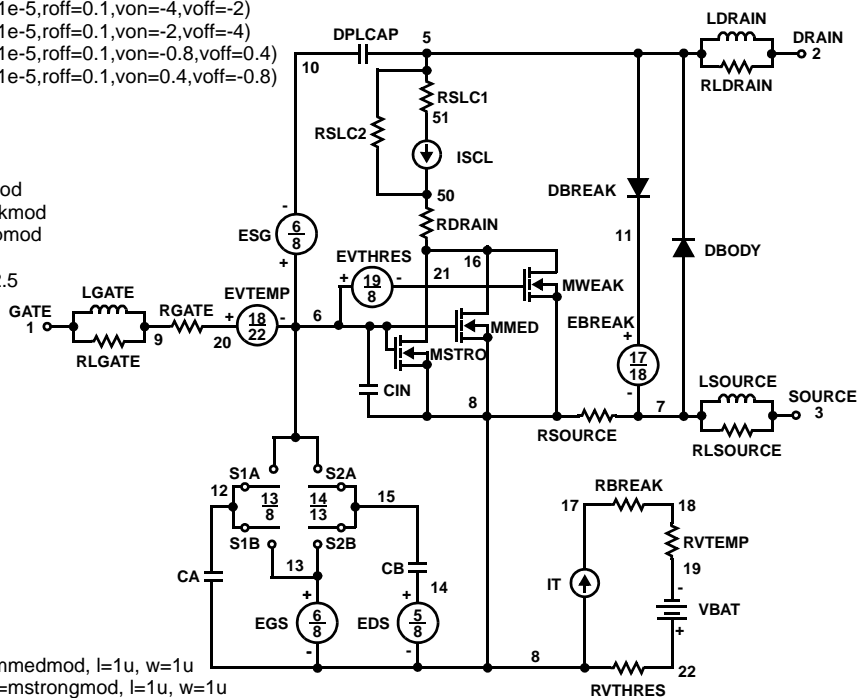 1e-5,roff=0.1,von=-4,voff=-2)
1e-5,roff=0.1,von=-2,voff=-4)
1e-5,roff=0.1,von=-0.8,voff=0.4)
1e-5,roff=0.1,von=0.4,voff=-0.8)
od
kmod
omod
2.5
mmedmod, l=1u, w=1u
=mstrongmod, l=1u, w=1u
DPLCAP
5
10
LDRAIN
DRAIN
2
RLDRAIN
RSLC1
51
RSLC2
ISCL
50
RDRAIN
DBREAK
11
DBODY
ESG
-
6
8
+
EVTHRES
+
19
8
-
21
16
MWEAK
LGATE
GATE
1
RLGATE
9
RGATE
20
EVTEMP
+
18
22
-
6
MMED
MSTRO
EBREAK
+
17
18
-
CIN
8
RSOURCE
7
LSOURCE
SOURCE
3
RLSOURCE
S1A
S2A
12
13
8
14
13
15
S1B
S2B
13
CA
CB
14
+
EGS
6
8
-
+
EDS
5
8
-
RBREAK
17
18
RVTEMP
19
IT
-
VBAT
+
8
22
RVTHRES